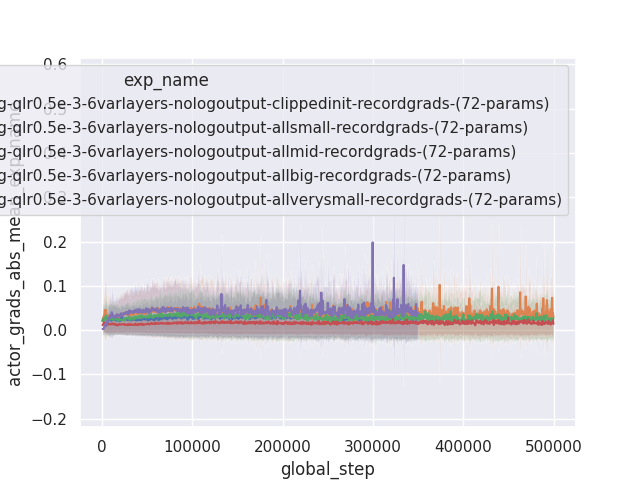 exp_name
g-qlr0.5e-3-6varlayers-nologoutput-clippedinit-recordgrads-(72-params)
g-qlr0.5e-3-6varlayers-nologoutput-allsmall-recordgrads-(72-params)
g-qlr0.5e-3-6varlayers-nologoutput-allmid-recordgrads-(72-params)
g-qlr0.5e-3-6varlayers-nologoutput-allbig-recordgrads-(72-params)
g-qlr0.5e-3-6varlayers-nologoutput-allverysmall-recordgrads-(72-params)
0.6
0.2
0.1
0.0
−0.1
−0.2
actor_grads_abs_mean
0 100000 200000 300000 400000 500000
global_step